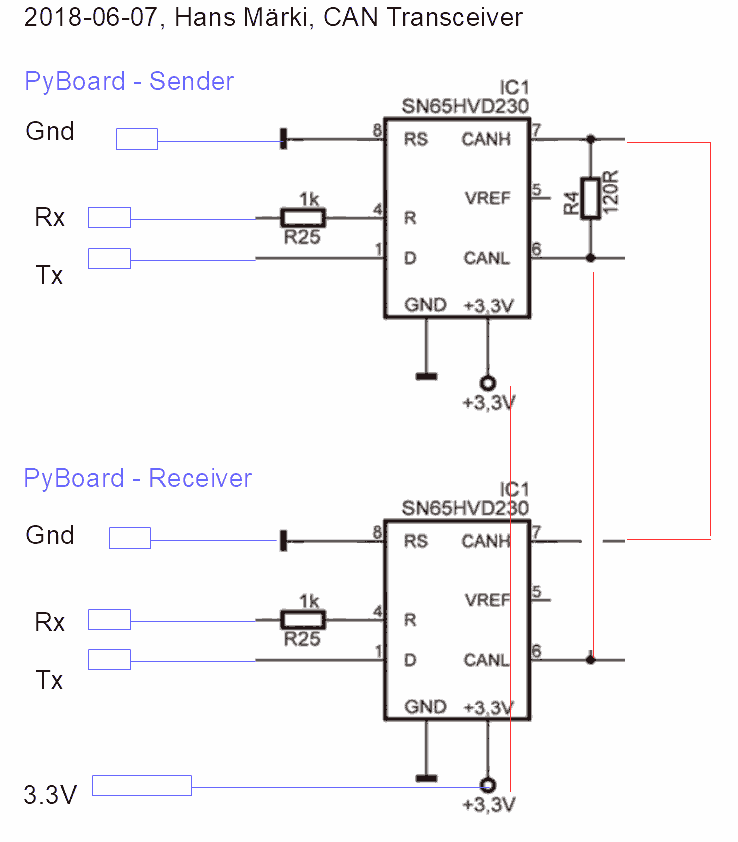 2018-06-07, Hans Märki, CAN Transceiver
PyBoard - Sender
IC1
SN65HVD230
Gnd
8
RS
CANH
7
VREF
5
R4
120R
Rx
1k
R25
4
R
Tx
1
D
CANL
6
GND
+3,3V
+3,3V
PyBoard - Receiver
IC1
SN65HVD230
Gnd
8
RS
CANH
7
VREF
5
Rx
1k
R25
4
R
Tx
1
D
CANL
6
GND
+3,3V
3.3V
+3,3V